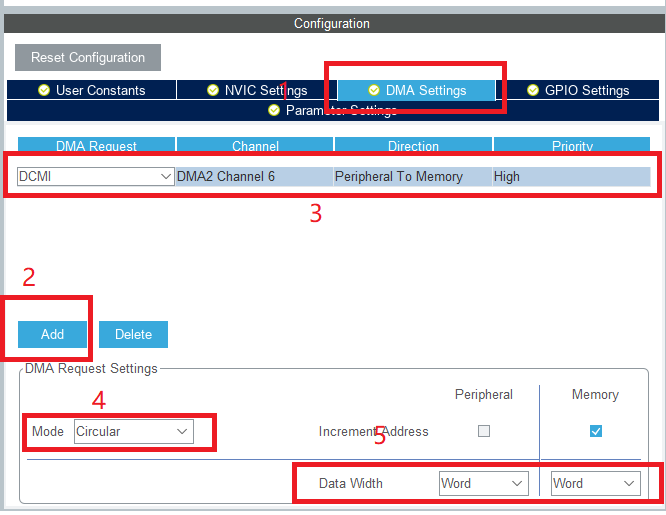 Configuration
Reset Configuration
User Constants NVIC Settings 1 DMA Settings GPIO Settings
Parameter Settings
DMA Request Channel Direction Priority
DCMI DMA2 Channel 6 Peripheral To Memory High
3
2
Add Delete
DMA Request Settings
Peripheral Memory
4
Mode Circular Increment Address
5
Data Width Word Word